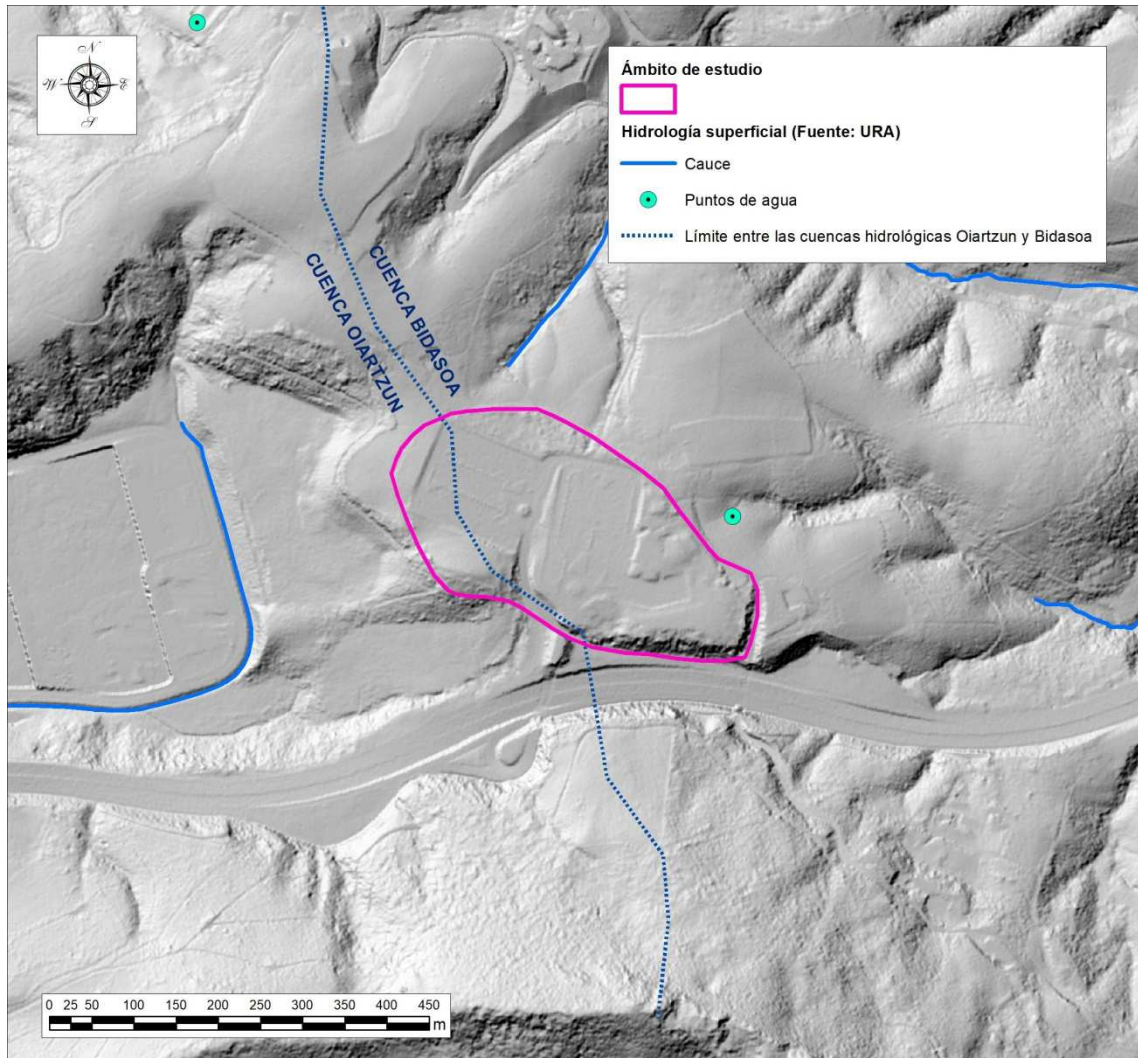 N
W E
S
Ámbito de estudio
Hidrología superficial (Fuente: URA)
Cauce
Puntos de agua
Límite entre las cuencas hidrológicas Oiartzun y Bidasoa
CUENCA BIDASOA
CUENCA OIARTZUN
0 25 50 100 150 200 250 300 350 400 450
m